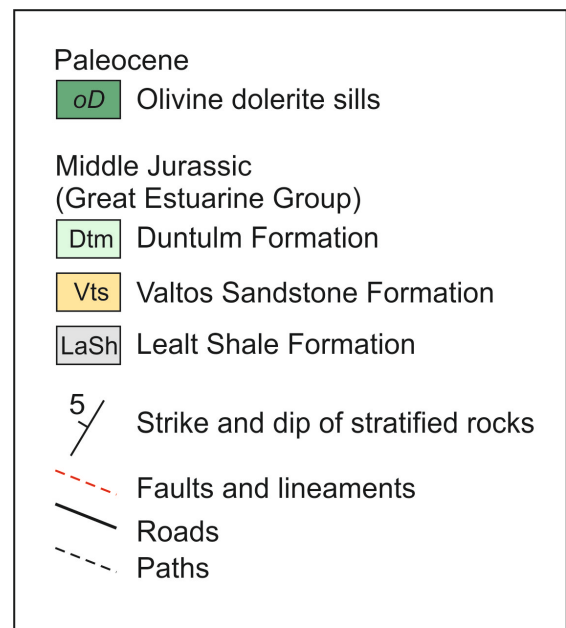 Paleocene
oD Olivine dolerite sills
Middle Jurassic
(Great Estuarine Group)
Dtm Duntulm Formation
Vts Valtos Sandstone Formation
LaSh Lealt Shale Formation
5 Strike and dip of stratified rocks
Faults and lineaments
Roads
Paths